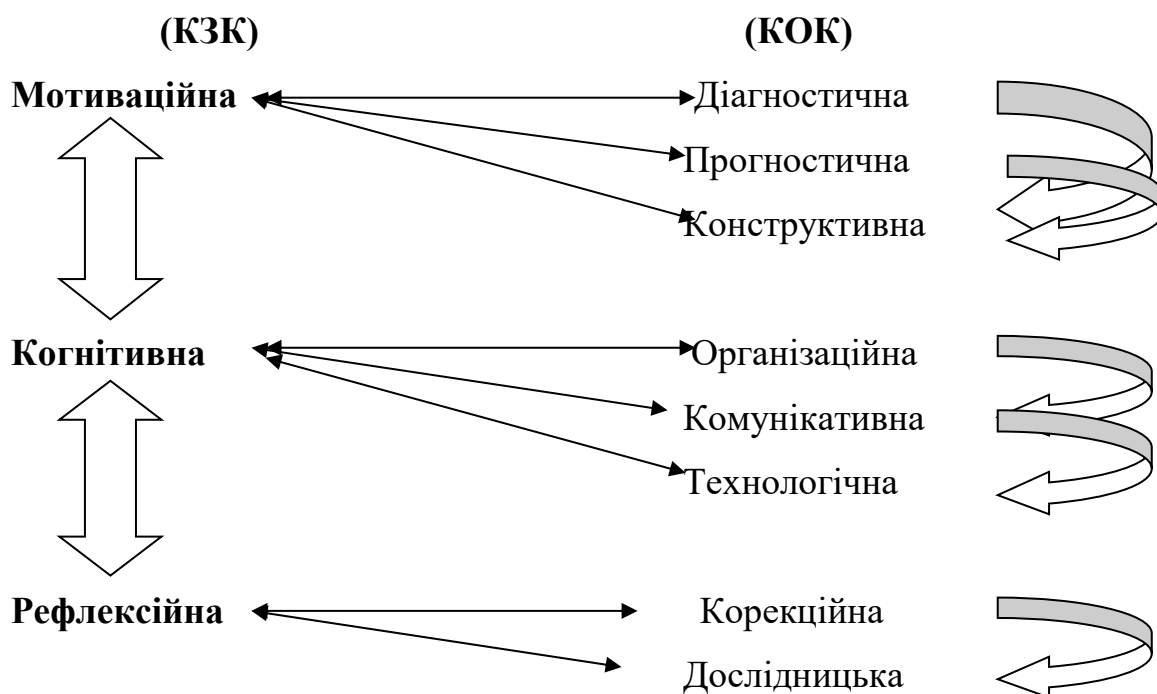 (КЗК) (КОК)
Мотиваційна Діагностична
Прогностична
Конструктивна
Когнітивна Організаційна
Комунікативна
Технологічна
Рефлексійна Корекційна
Дослідницька